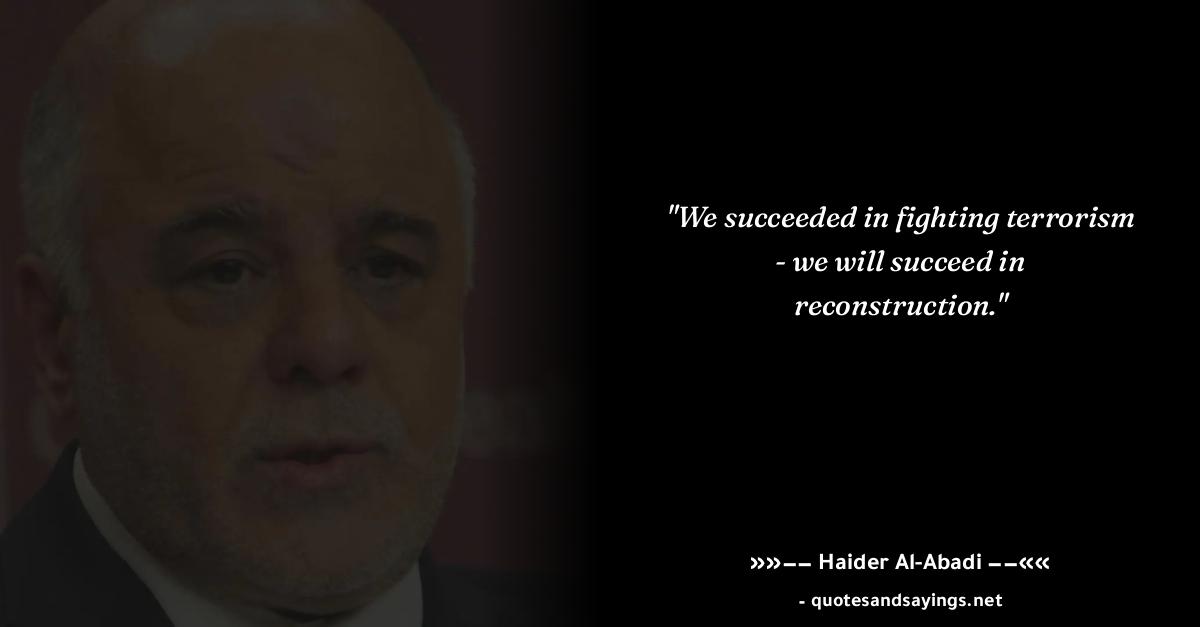 "We succeeded in fighting terrorism
- we will succeed in
reconstruction."
»»−− Haider Al-Abadi −−««
- quotesandsayings.net